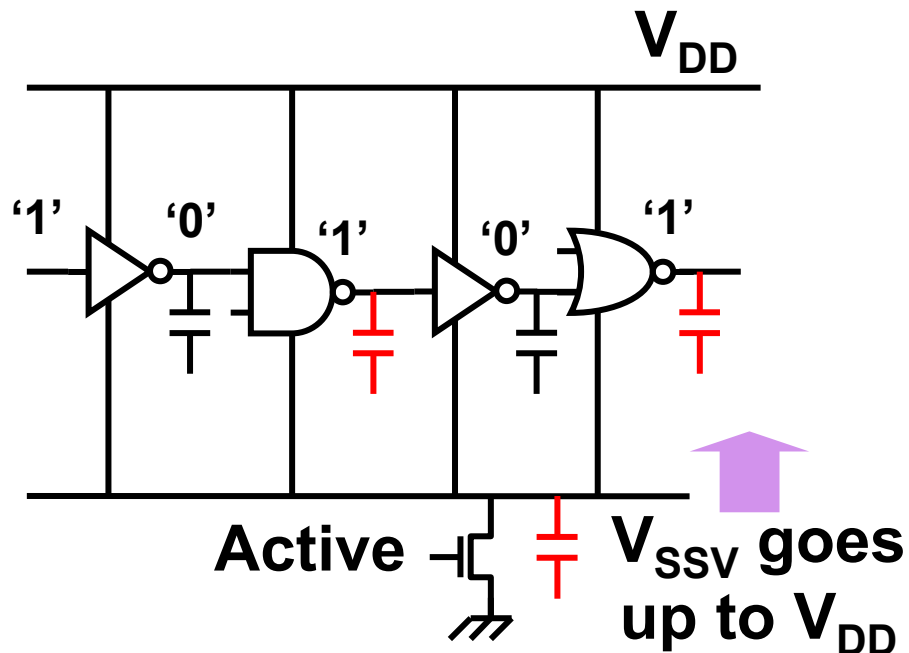 VDD
‘1’ ‘0’ ‘1’ ‘0’ ‘1’
Active
VSSV goes
up to VDD